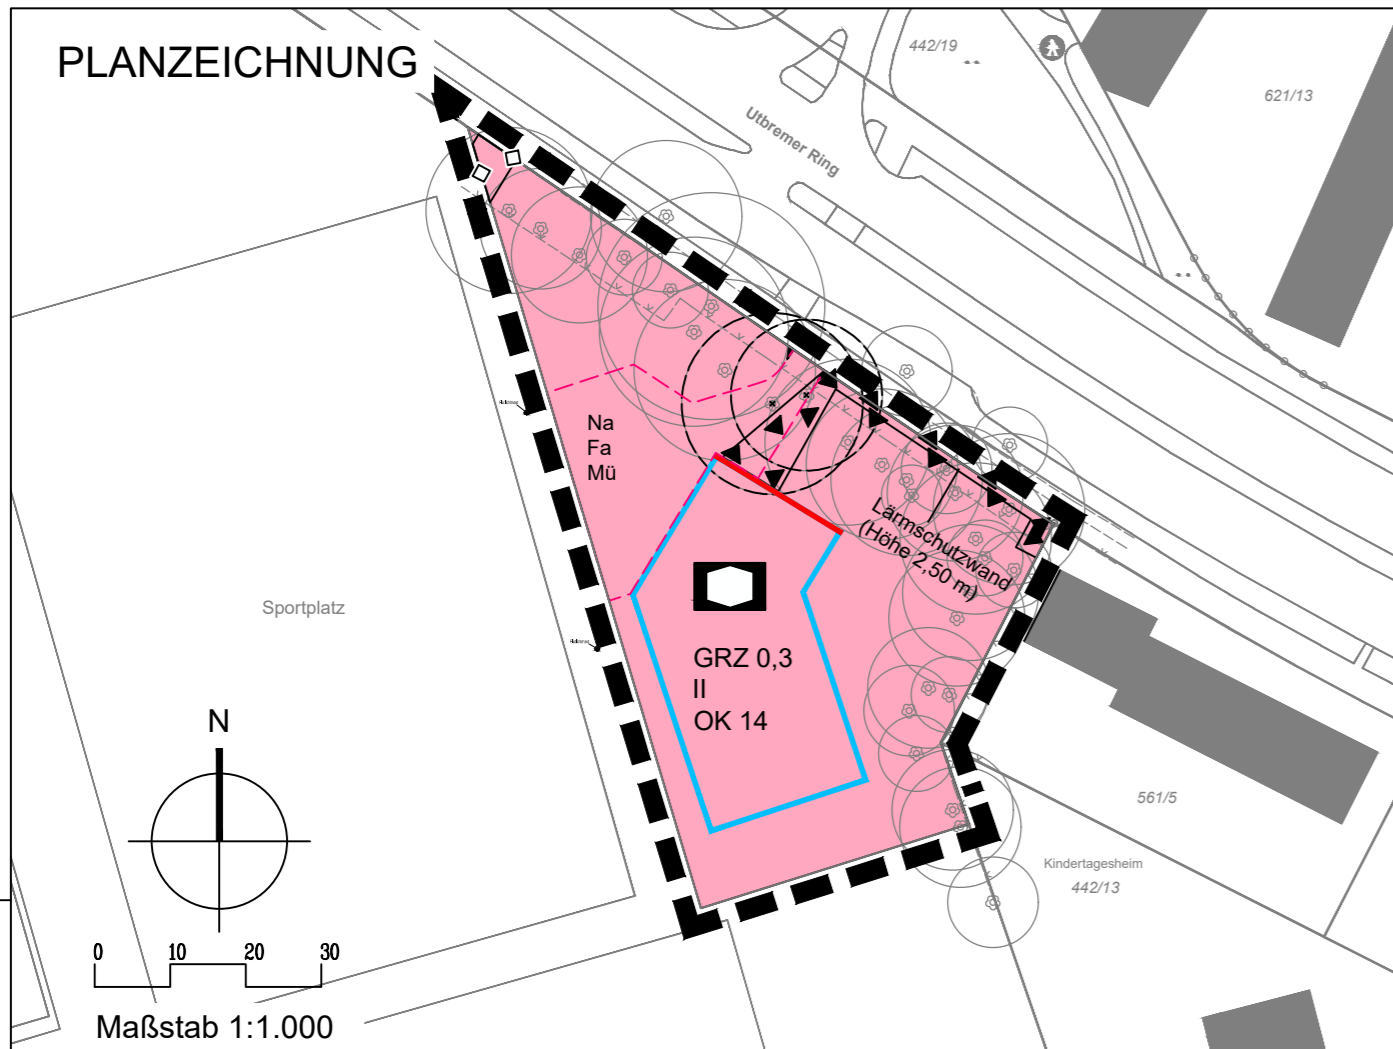 PLANZEICHNUNG
442/19
621/13
Utbremer Ring
Na
Fa
Mü
Lärmschutzwand
(Höhe 2,50 m)
Sportplatz
GRZ 0,3
II
OK 14
N
561/5
Kindertagesheim
442/13
0 10 20 30
Maßstab 1:1.000